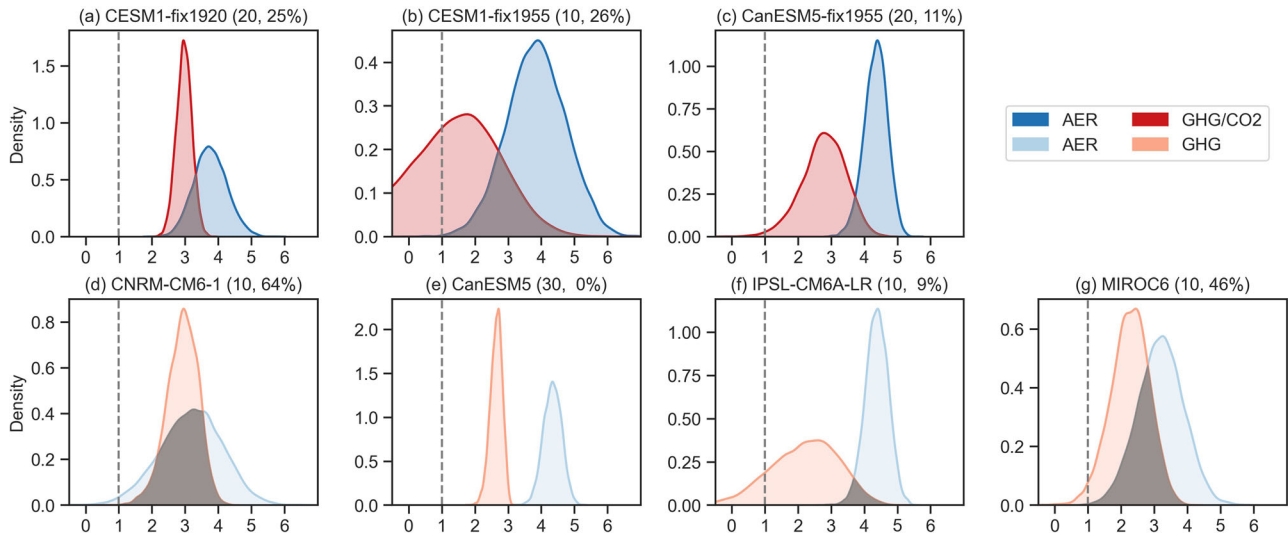 (a) CESM1-fix1920 (20, 25%)
(b) CESM1-fix1955 (10, 26%)
(c) CanESM5-fix1955 (20, 11%)
Density
1.5
1.0
0.5
0.0
0 1 2 3 4 5 6
0.4
0.3
0.2
0.1
0.0
0 1 2 3 4 5 6
1.00
0.75
0.50
0.25
0.00
0 1 2 3 4 5 6
AER GHG/CO2
AER GHG
(d) CNRM-CM6-1 (10, 64%)
(e) CanESM5 (30,  0%)
(f) IPSL-CM6A-LR (10,  9%)
(g) MIROC6 (10, 46%)
Density
0.8
0.6
0.4
0.2
0.0
0 1 2 3 4 5 6
2.0
1.5
1.0
0.5
0.0
0 1 2 3 4 5 6
1.00
0.75
0.50
0.25
0.00
0 1 2 3 4 5 6
0.6
0.4
0.2
0.0
0 1 2 3 4 5 6